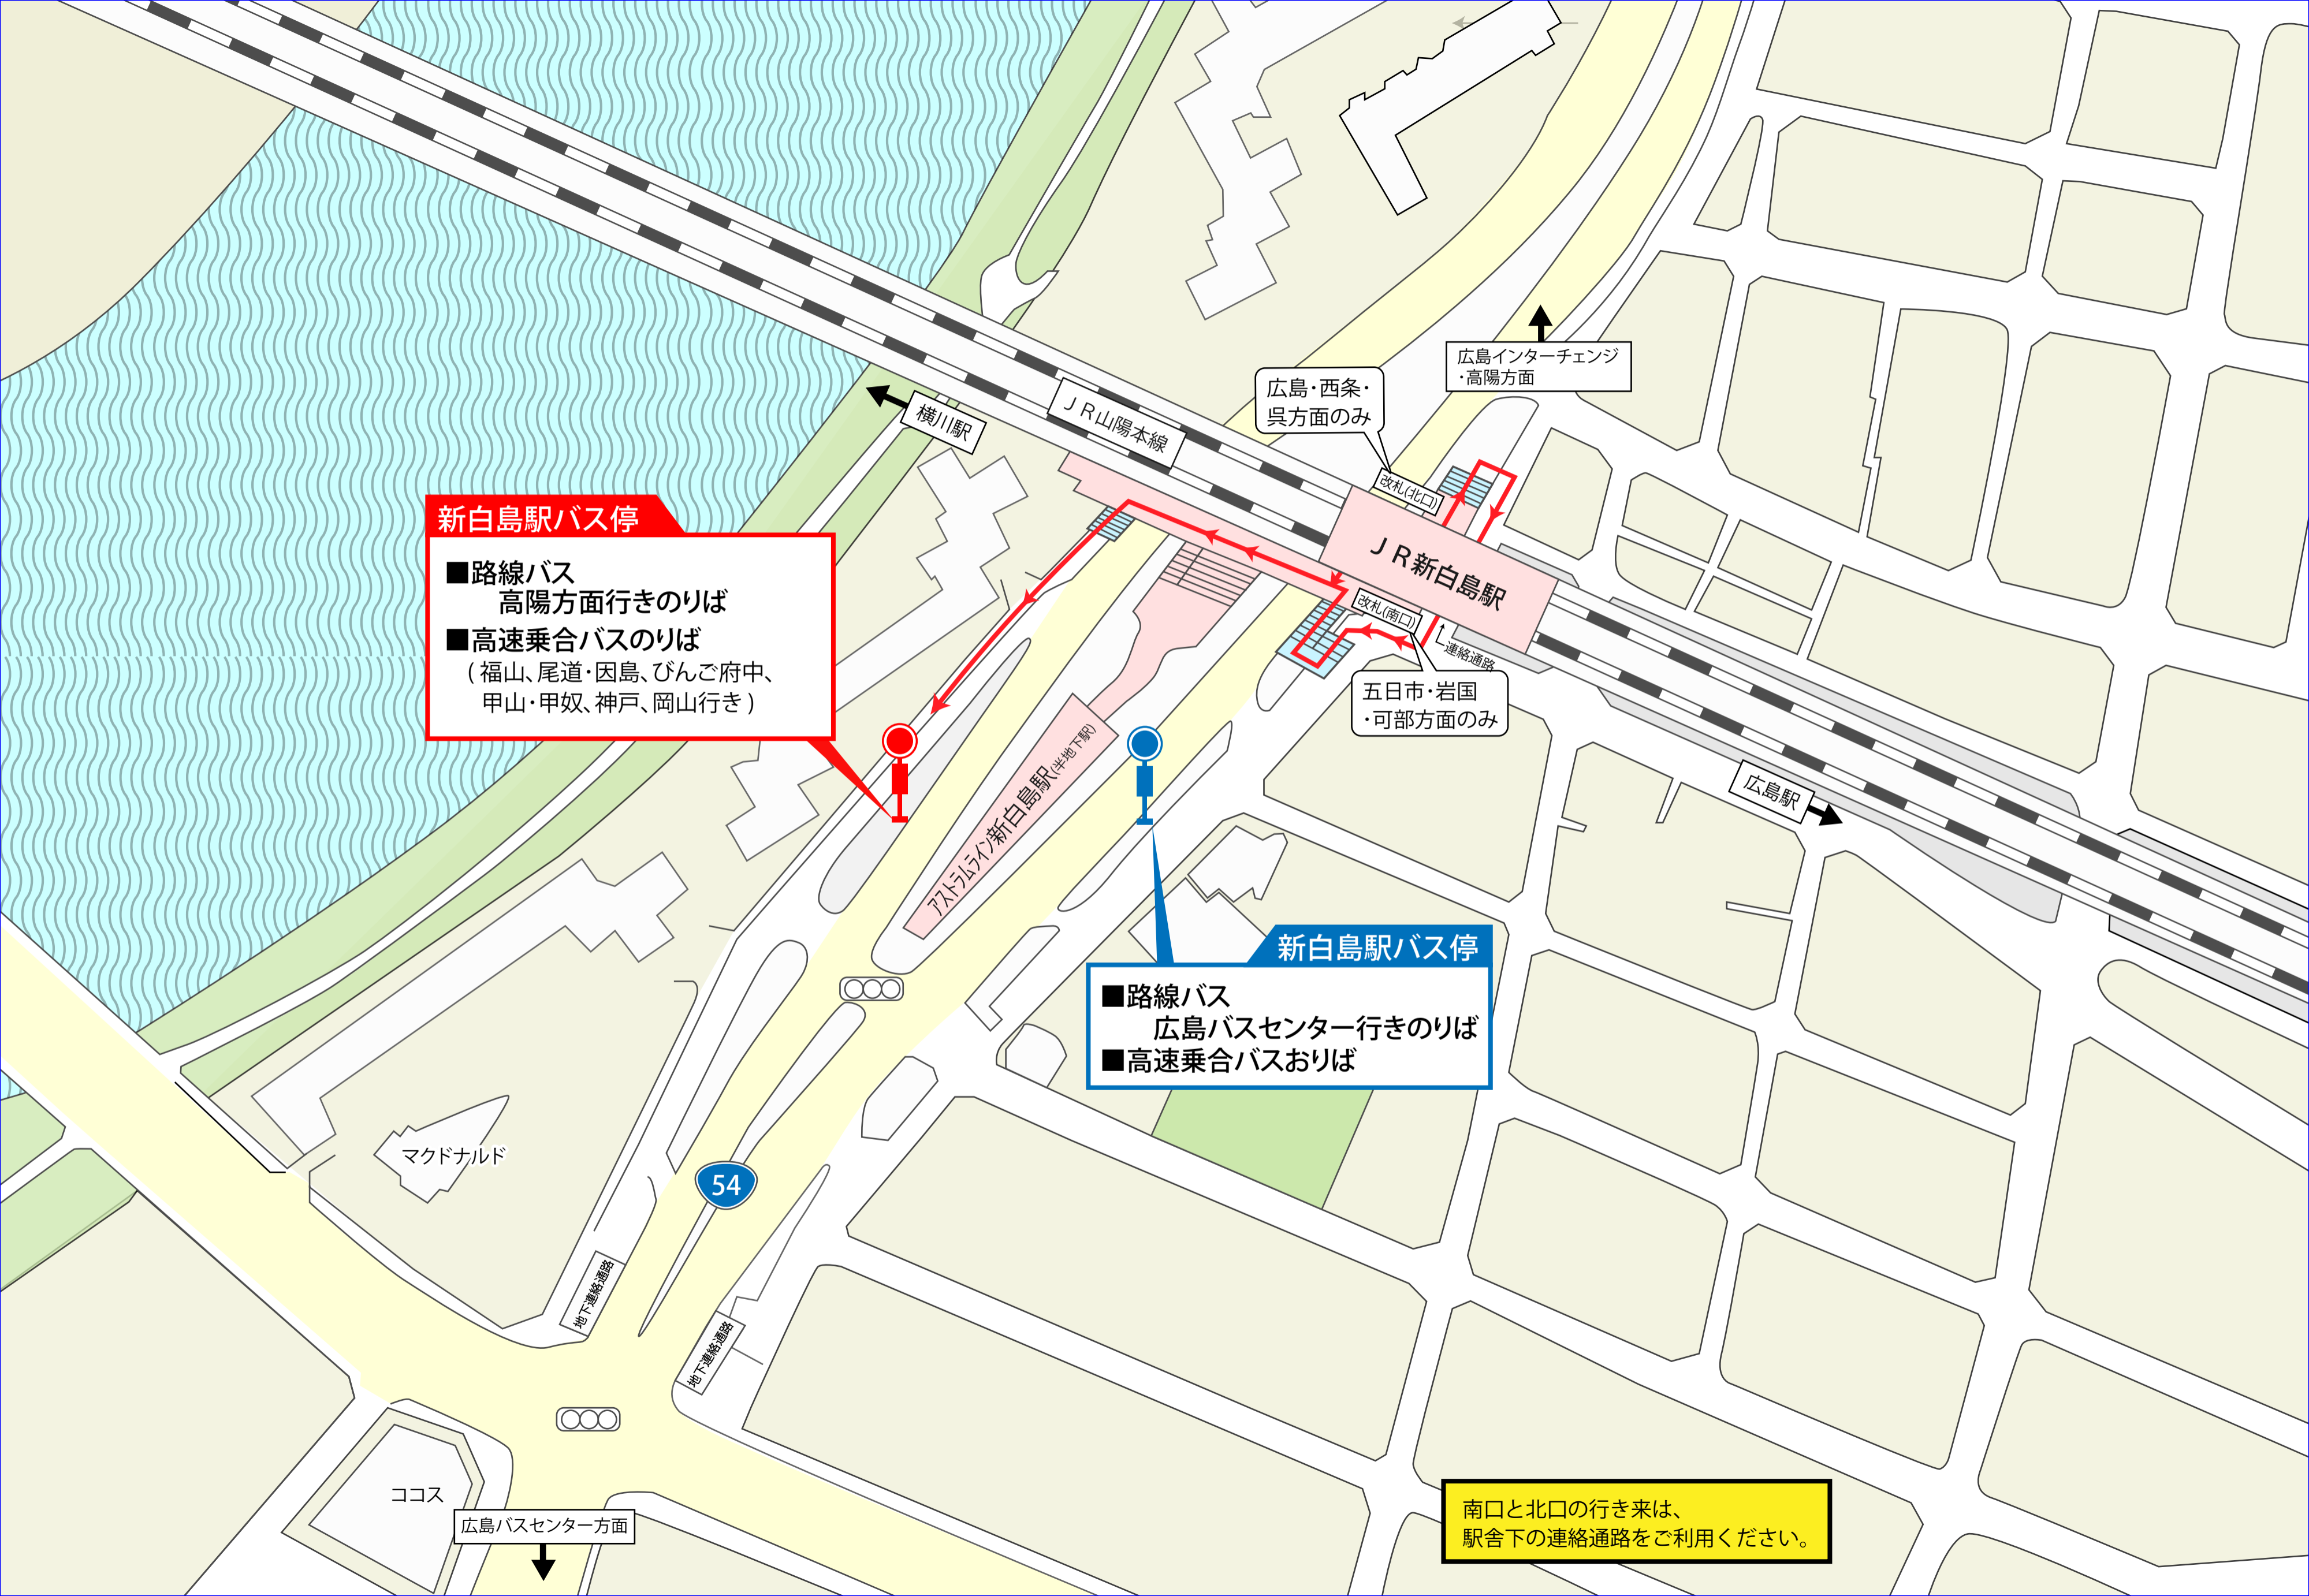 広島インターチェンジ
・高陽方面
広島・西条・
呉方面のみ
横川駅
ＪＲ山陽本線
改札(北口)
新白島駅バス停
■路線バス
高陽方面行きのりば
■高速乗合バスのりば
(福山、尾道・因島、びんご府中、
甲山・甲奴、神戸、岡山行き)
ＪＲ新白島駅
改札(南口)
連絡通路
五日市・岩国
・可部方面のみ
広島駅
アストラムライン新白島駅(半地下駅)
新白島駅バス停
■路線バス
広島バスセンター行きのりば
■高速乗合バスおりば
マクドナルド
54
地下連絡通路
地下連絡通路
ココス
広島バスセンター方面
南口と北口の行き来は、
駅舎下の連絡通路をご利用ください。